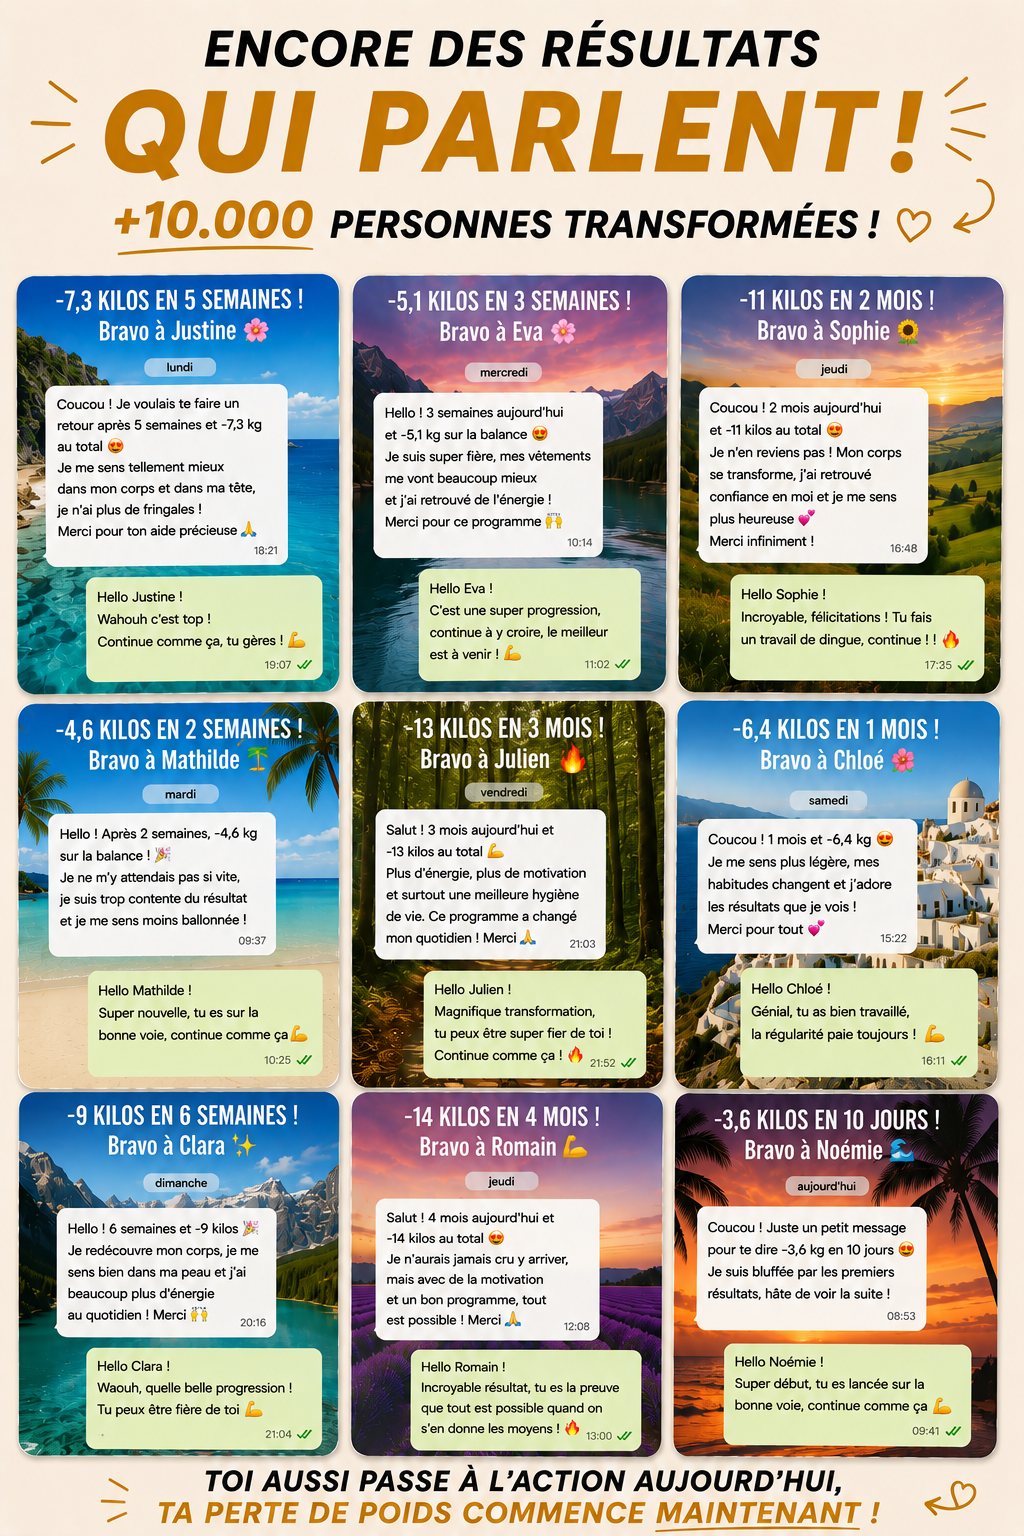 ENCORE DES RÉSULTATS
QUI PARLENT !
+10.000 PERSONNES TRANSFORMÉES !
-7,3 KILOS EN 5 SEMAINES !
Bravo à Justine 🌸
lundi
Coucou ! Je voulais te faire un
retour après 5 semaines et -7,3 kg
au total 😍
Je me sens tellement mieux
dans mon corps et dans ma tête,
je n'ai plus de fringales !
Merci pour ton aide précieuse 🙏
18:21
Hello Justine !
Wahouh c'est top !
Continue comme ça, tu gères ! 💪
19:07
-5,1 KILOS EN 3 SEMAINES !
Bravo à Eva 🌸
mercredi
Hello ! 3 semaines aujourd'hui
et -5,1 kg sur la balance 😍
Je suis super fière, mes vêtements
me vont beaucoup mieux
et j'ai retrouvé de l'énergie !
Merci pour ce programme 🙌
10:14
Hello Eva !
C'est une super progression,
continue à y croire, le meilleur
est à venir ! 💪
11:02
-11 KILOS EN 2 MOIS !
Bravo à Sophie 🌻
jeudi
Coucou ! 2 mois aujourd'hui
et -11 kilos au total 😍
Je n'en reviens pas ! Mon corps
se transforme, j'ai retrouvé
confiance en moi et je me sens
plus heureuse 💕
Merci infiniment !
16:48
Hello Sophie !
Incroyable, félicitations ! Tu fais
un travail de dingue, continue ! ! 🔥
17:35
-4,6 KILOS EN 2 SEMAINES !
Bravo à Mathilde 🌴
mardi
Hello ! Après 2 semaines, -4,6 kg
sur la balance ! 🎉
Je ne m'y attendais pas si vite,
je suis trop contente du résultat
et je me sens moins ballonnée !
09:37
Hello Mathilde !
Super nouvelle, tu es sur la
bonne voie, continue comme ça 💪
10:25
-13 KILOS EN 3 MOIS !
Bravo à Julien 🔥
vendredi
Salut ! 3 mois aujourd'hui et
-13 kilos au total 💪
Plus d'énergie, plus de motivation
et surtout une meilleure hygiène
de vie. Ce programme a changé
mon quotidien ! Merci 🙏
21:03
Hello Julien !
Magnifique transformation,
tu peux être super fier de toi !
Continue comme ça ! 🔥
21:52
-6,4 KILOS EN 1 MOIS !
Bravo à Chloé 🌸
samedi
Coucou ! 1 mois et -6,4 kg 😍
Je me sens plus légère, mes
habitudes changent et j'adore
les résultats que je vois !
Merci pour tout 💕
15:22
Hello Chloé !
Génial, tu as bien travaillé,
la régularité paie toujours ! 💪
16:11
-9 KILOS EN 6 SEMAINES !
Bravo à Clara ✨
dimanche
Hello ! 6 semaines et -9 kilos 🎉
Je redécouvre mon corps, je me
sens bien dans ma peau et j'ai
beaucoup plus d'énergie
au quotidien ! Merci 🙌
20:16
Hello Clara !
Waouh, quelle belle progression !
Tu peux être fière de toi 💪
21:04
-14 KILOS EN 4 MOIS !
Bravo à Romain 💪
jeudi
Salut ! 4 mois aujourd'hui et
-14 kilos au total 😍
Je n'aurais jamais cru y arriver,
mais avec de la motivation
et un bon programme, tout
est possible ! Merci 🙏
12:08
Hello Romain !
Incroyable résultat, tu es la preuve
que tout est possible quand on
s'en donne les moyens ! 🔥
13:00
-3,6 KILOS EN 10 JOURS !
Bravo à Noémie 🌊
aujourd'hui
Coucou ! Juste un petit message
pour te dire -3,6 kg en 10 jours 😍
Je suis bluffée par les premiers
résultats, hâte de voir la suite !
08:53
Hello Noémie !
Super début, tu es lancée sur la
bonne voie, continue comme ça 💪
09:41
TOI AUSSI PASSE À L'ACTION AUJOURD'HUI,
TA PERTE DE POIDS COMMENCE MAINTENANT !